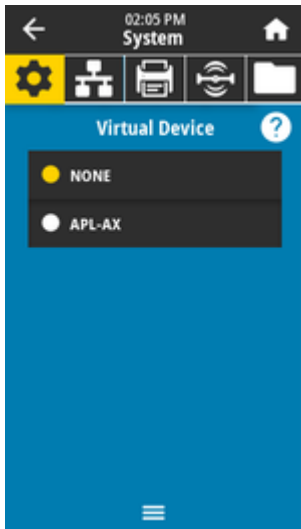 02:05 PM
System
Virtual Device
?
NONE
APL-AX